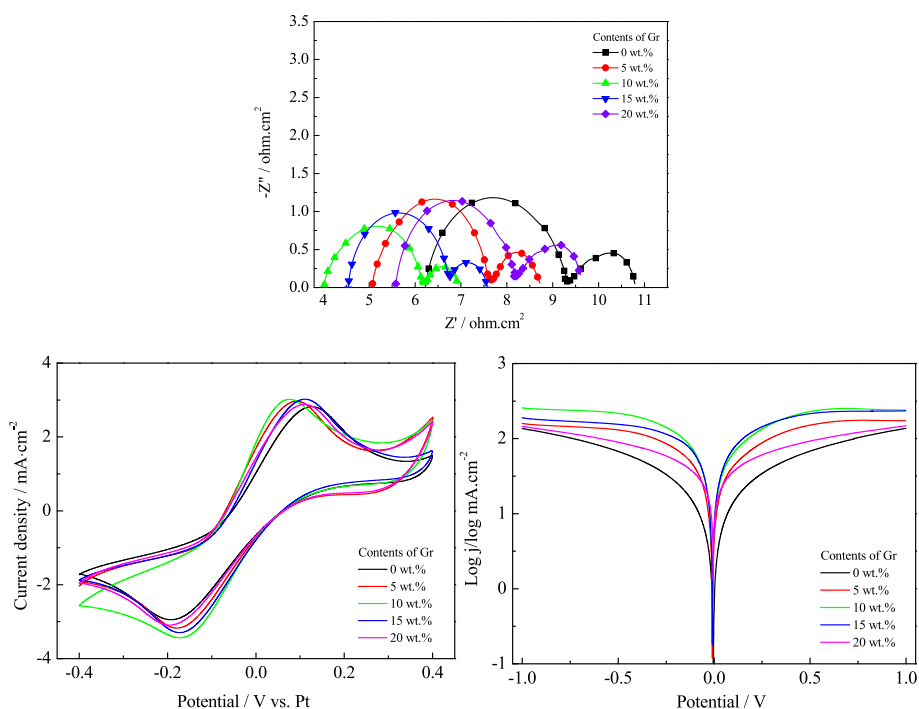 3.5
3.0
2.5
2.0
1.5
1.0
0.5
0.0
-Z'' / ohm.cm2
4 5 6 7 8 9 10 11
Z' / ohm.cm2
Contents of Gr
0 wt.%
5 wt.%
10 wt.%
15 wt.%
20 wt.%
4
2
0
-2
-4
Current density / mA·cm-2
-0.4 -0.2 0.0 0.2 0.4
Potential / V vs. Pt
Contents of Gr
0 wt.%
5 wt.%
10 wt.%
15 wt.%
20 wt.%
3
2
1
0
-1
Log j/log mA.cm-2
-1.0 -0.5 0.0 0.5 1.0
Potential / V
Contents of Gr
0 wt.%
5 wt.%
10 wt.%
15 wt.%
20 wt.%